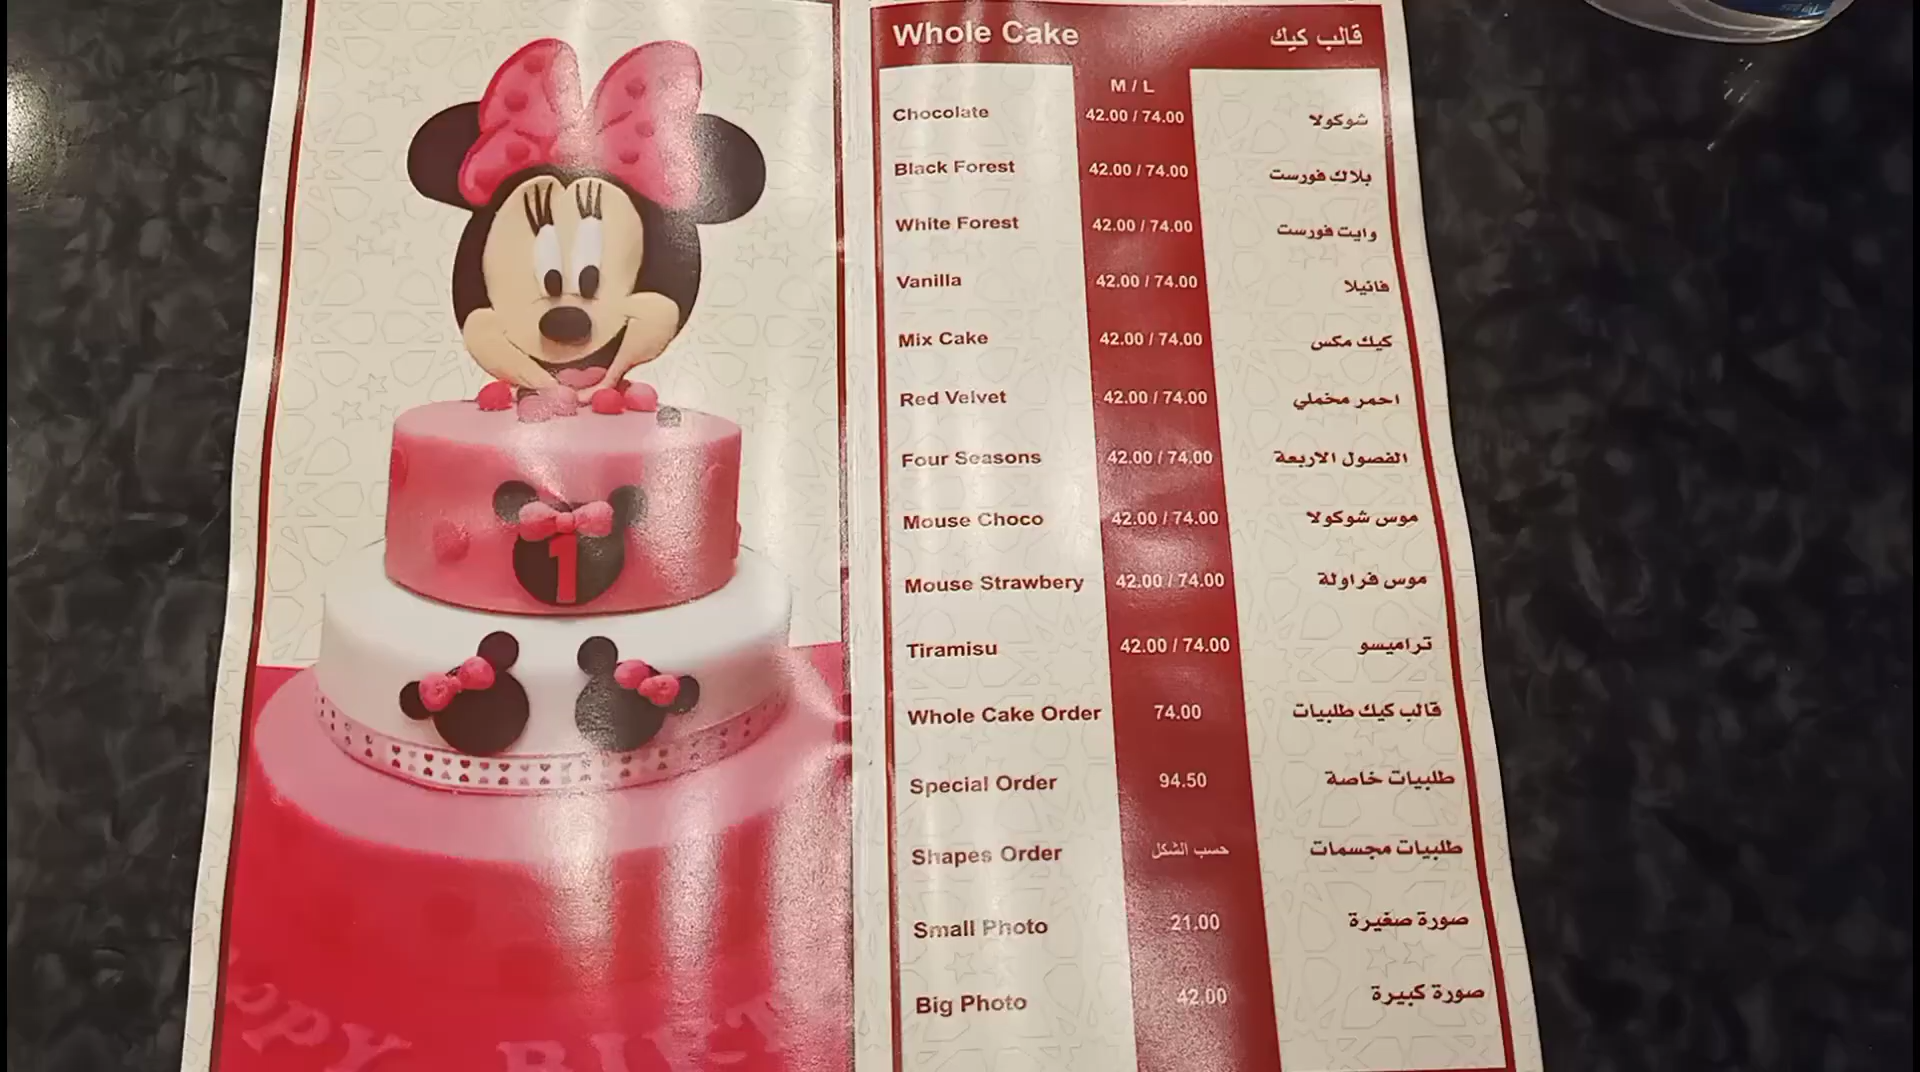 Whole Cake قالب كيك
M / L
Chocolate 42.00 / 74.00 شوكولا
Black Forest 42.00 / 74.00 بلاك فورست
White Forest 42.00 / 74.00 وايت فورست
Vanilla 42.00 / 74.00 فانيلا
Mix Cake 42.00 / 74.00 كيك مكس
Red Velvet 42.00 / 74.00 احمر مخملي
Four Seasons 42.00 / 74.00 الفصول الاربعة
Mouse Choco 42.00 / 74.00 موس شوكولا
Mouse Strawbery 42.00 / 74.00 موس فراولة
Tiramisu 42.00 / 74.00 تراميسو
Whole Cake Order 74.00 قالب كيك طلبيات
Special Order 94.50 طلبيات خاصة
Shapes Order حسب الشكل طلبيات مجسمات
Small Photo 21.00 صورة صغيرة
Big Photo 42.00 صورة كبيرة
1